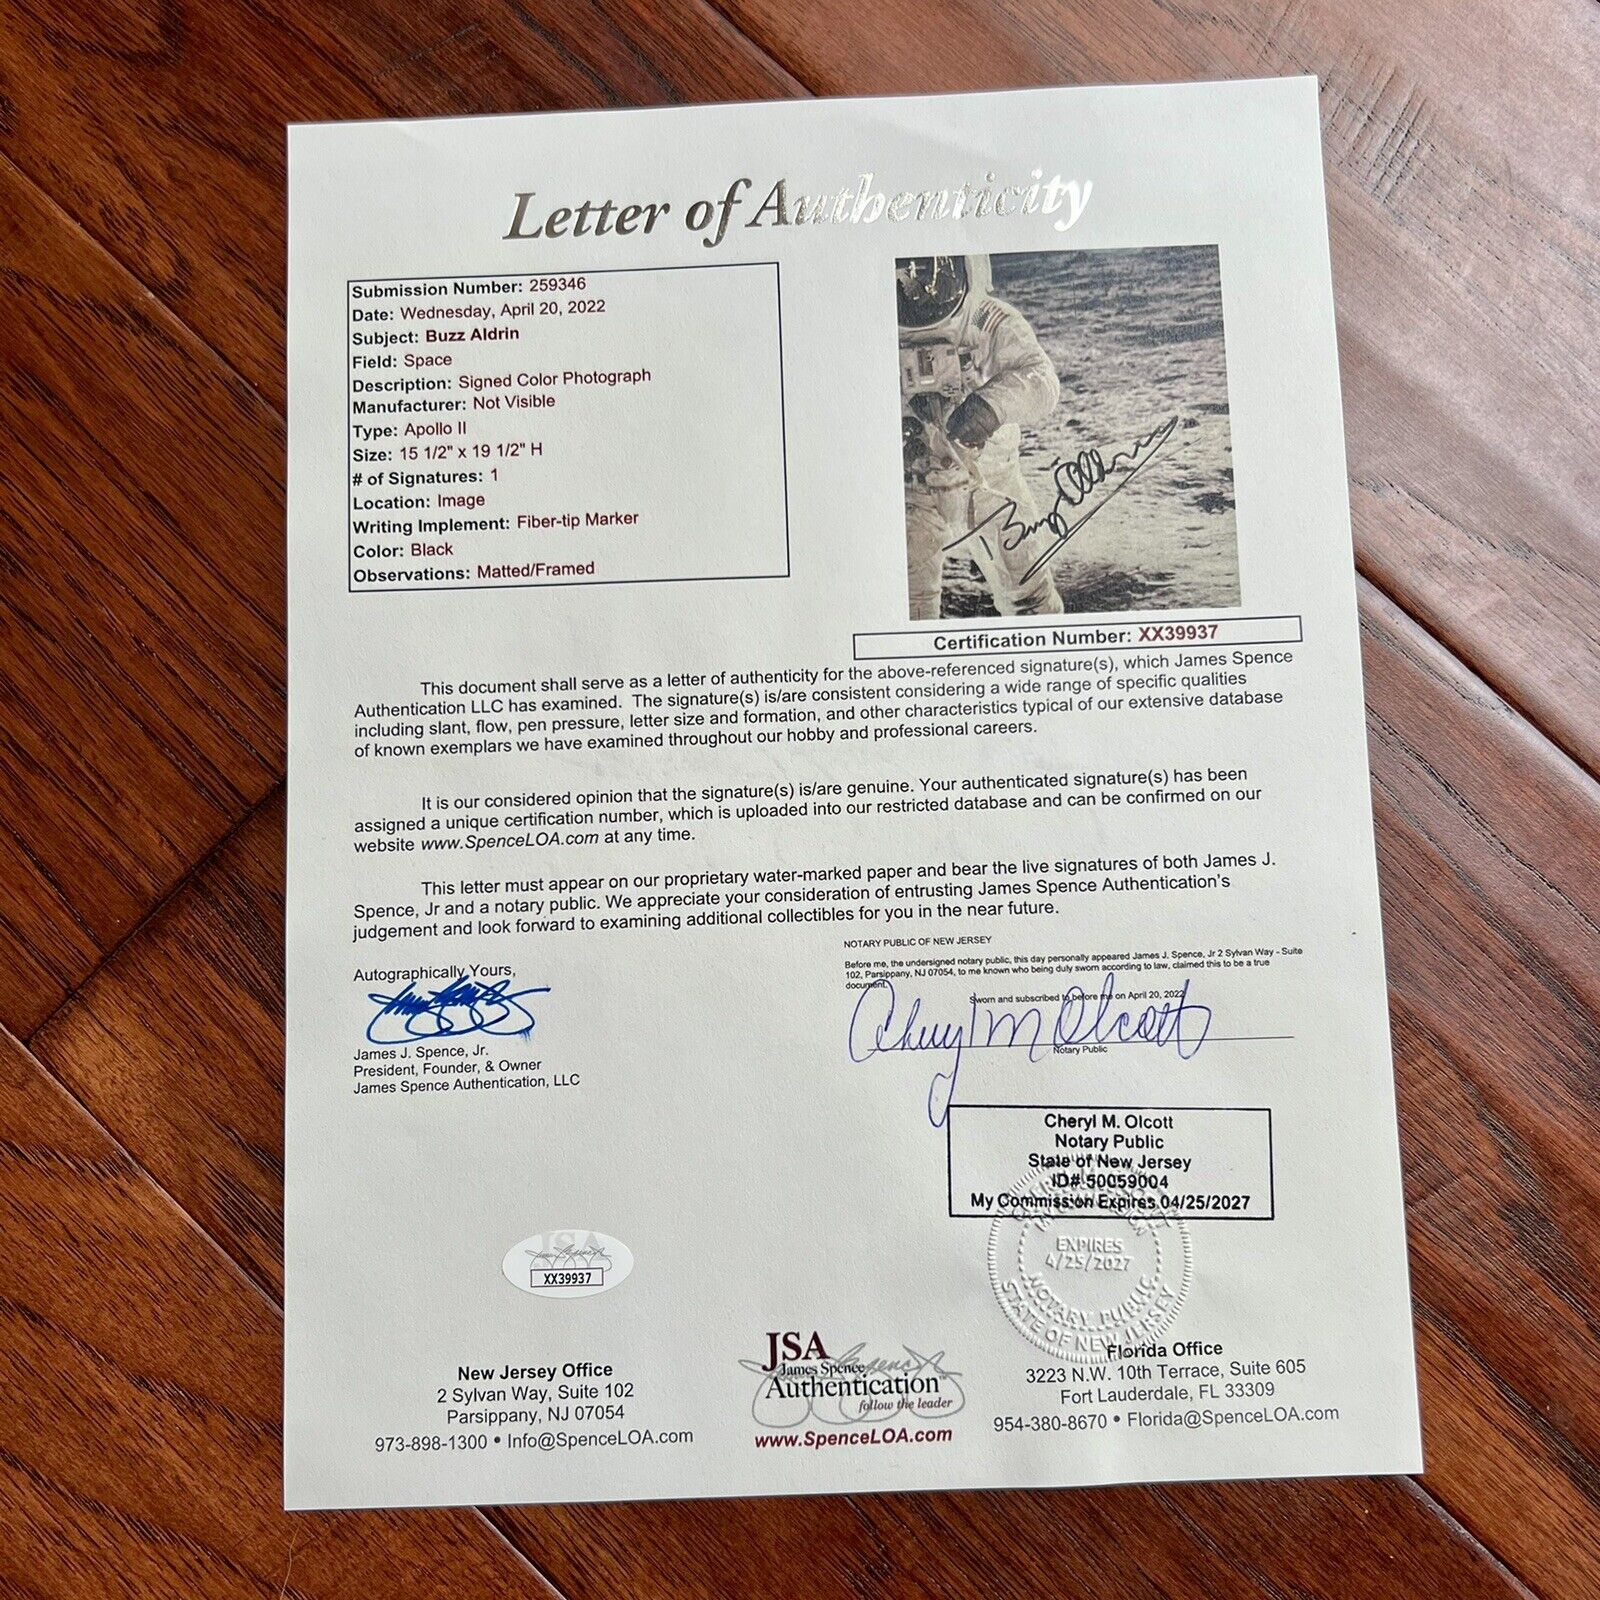 Letter of Authenticity
Submission Number: 259346
Date: Wednesday, April 20, 2022
Subject: Buzz Aldrin
Field: Space
Description: Signed Color Photograph
Manufacturer: Not Visible
Type: Apollo II
Size: 15 1/2" x 19 1/2" H
# of Signatures: 1
Location: Image
Writing Implement: Fiber-tip Marker
Color: Black
Observations: Matted/Framed
Buzz Aldrin
Certification Number: XX39937
This document shall serve as a letter of authenticity for the above-referenced signature(s), which James Spence
Authentication LLC has examined. The signature(s) is/are consistent considering a wide range of specific qualities
including slant, flow, pen pressure, letter size and formation, and other characteristics typical of our extensive database
of known exemplars we have examined throughout our hobby and professional careers.
It is our considered opinion that the signature(s) is/are genuine. Your authenticated signature(s) has been
assigned a unique certification number, which is uploaded into our restricted database and can be confirmed on our
website www.SpenceLOA.com at any time.
This letter must appear on our proprietary water-marked paper and bear the live signatures of both James J.
Spence, Jr and a notary public. We appreciate your consideration of entrusting James Spence Authentication's
judgement and look forward to examining additional collectibles for you in the near future.
Autographically Yours,
James J. Spence, Jr.
President, Founder, & Owner
James Spence Authentication, LLC
NOTARY PUBLIC OF NEW JERSEY
Before me, the undersigned notary public, this day personally appeared James J. Spence, Jr 2 Sylvan Way - Suite
102, Parsippany, NJ 07054, to me known who being duly sworn according to law, claimed this to be a true
document.
Sworn and subscribed to before me on April 20, 2022
Cheryl M Olcott
Notary Public
Cheryl M. Olcott
Notary Public
State of New Jersey
ID# 50059004
My Commission Expires 04/25/2027
EXPIRES
4/25/2027
NOTARY PUBLIC
STATE OF NEW JERSEY
JSA
XX39937
New Jersey Office
2 Sylvan Way, Suite 102
Parsippany, NJ 07054
973-898-1300 • Info@SpenceLOA.com
JSA
James Spence
Authentication
follow the leader
www.SpenceLOA.com
Florida Office
3223 N.W. 10th Terrace, Suite 605
Fort Lauderdale, FL 33309
954-380-8670 • Florida@SpenceLOA.com